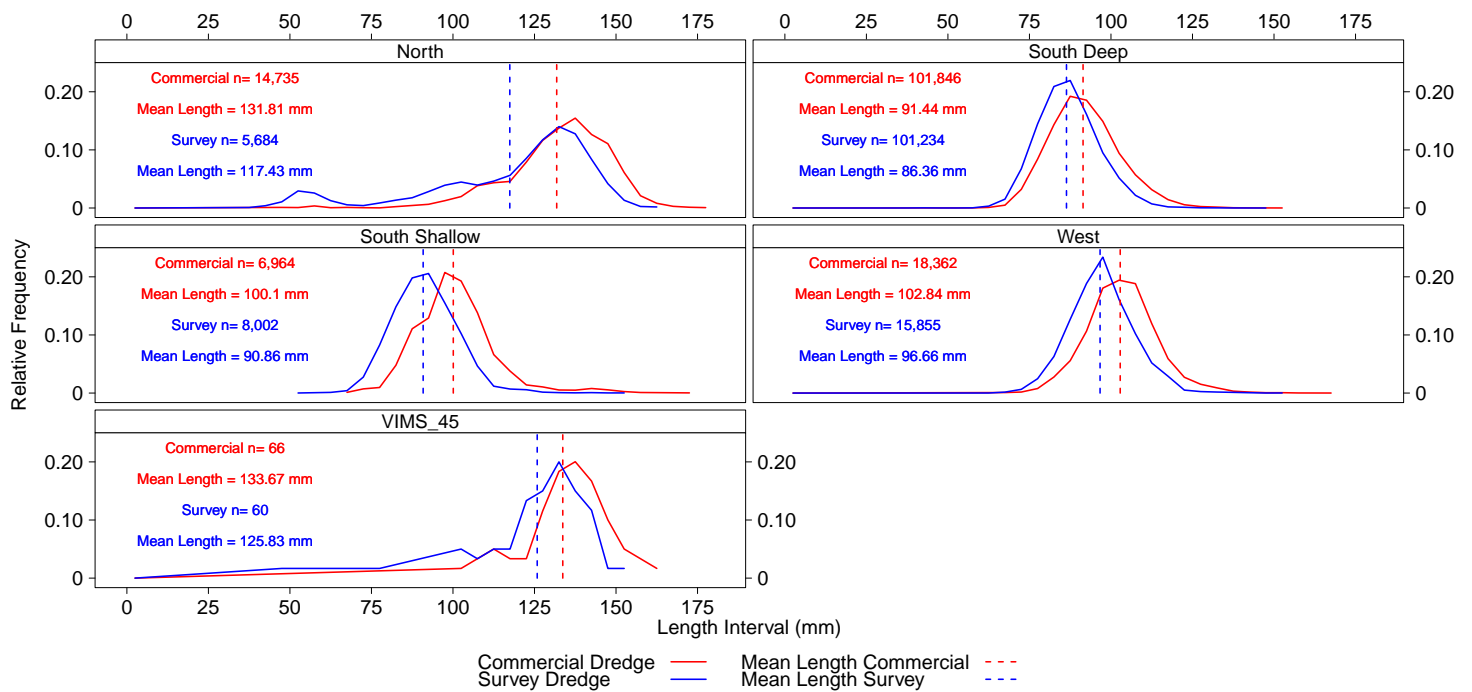 0 25 50 75 100 125 150 175
0 25 50 75 100 125 150 175
North
Commercial n= 14,735
Mean Length = 131.81 mm
Survey n= 5,684
Mean Length = 117.43 mm
0.20
0.10
0
South Deep
Commercial n= 101,846
Mean Length = 91.44 mm
Survey n= 101,234
Mean Length = 86.36 mm
0.20
0.10
0
South Shallow
Commercial n= 6,964
Mean Length = 100.1 mm
Survey n= 8,002
Mean Length = 90.86 mm
0.20
0.10
0
West
Commercial n= 18,362
Mean Length = 102.84 mm
Survey n= 15,855
Mean Length = 96.66 mm
0.20
0.10
0
VIMS_45
Commercial n= 66
Mean Length = 133.67 mm
Survey n= 60
Mean Length = 125.83 mm
0.20
0.10
0
0.20
0.10
0
0 25 50 75 100 125 150 175
Relative Frequency
Length Interval (mm)
Commercial Dredge
Survey Dredge
Mean Length Commercial
Mean Length Survey